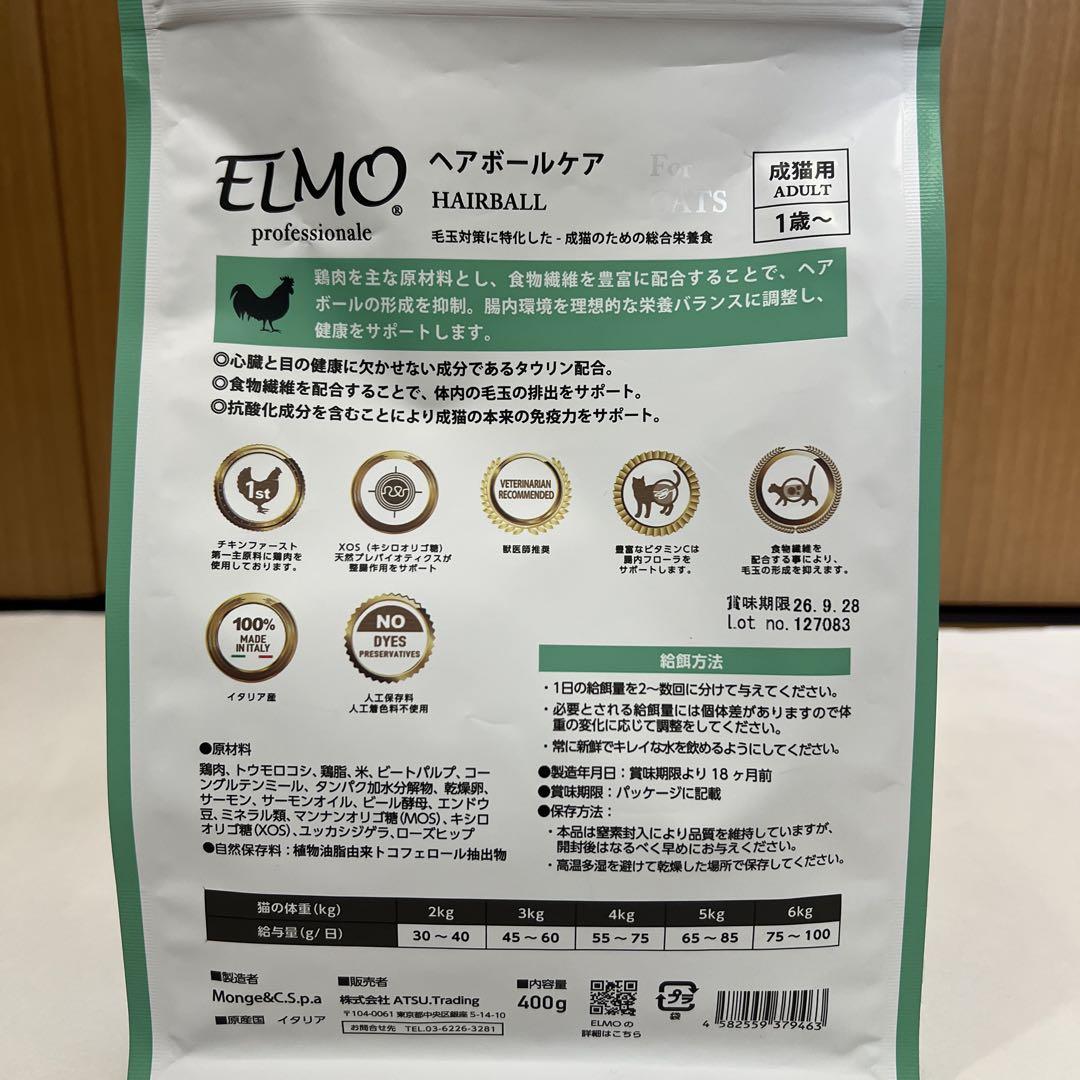 ELMO®
professionale
ヘアボールケア
HAIRBALL
For
CATS
成猫用
ADULT
1歳～
毛玉対策に特化した - 成猫のための総合栄養食
鶏肉を主な原材料とし、食物繊維を豊富に配合することで、ヘア
ボールの形成を抑制。腸内環境を理想的な栄養バランスに調整し、
健康をサポートします。
◎心臓と目の健康に欠かせない成分であるタウリン配合。
◎食物繊維を配合することで、体内の毛玉の排出をサポート。
◎抗酸化成分を含むことにより成猫の本来の免疫力をサポート。
1st
チキンファースト
第一主原料に鶏肉を
使用しております。
XOS（キシロオリゴ糖）
天然プレバイオティクスが
整腸作用をサポート
VETERINARIAN
RECOMMENDED
獣医師推奨
豊富なビタミンCは
腸内フローラを
サポートします。
食物繊維を
配合する事により、
毛玉の形成を抑えます。
100%
MADE
IN ITALY
イタリア産
NO
DYES
PRESERVATIVES
人工保存料
人工着色料不使用
賞味期限 26. 9. 28
Lot no. 127083
給餌方法
・1日の給餌量を2～数回に分けて与えてください。
・必要とされる給餌量には個体差がありますので体
重の変化に応じて調整をしてください。
・常に新鮮でキレイな水を飲めるようにしてください。
●製造年月日：賞味期限より 18 ヶ月前
●賞味期限：パッケージに記載
●保存方法：
・本品は窒素封入により品質を維持していますが、
開封後はなるべく早めにお与えください。
・高温多湿を避けて乾燥した場所で保存してください。
●原材料
鶏肉、トウモロコシ、鶏脂、米、ビートパルプ、コー
ングルテンミール、タンパク加水分解物、乾燥卵、
サーモン、サーモンオイル、ビール酵母、エンドウ
豆、ミネラル類、マンナンオリゴ糖（MOS）、キシロ
オリゴ糖（XOS）、ユッカシジゲラ、ローズヒップ
●自然保存料：植物油脂由来トコフェロール抽出物
猫の体重（kg） 2kg 3kg 4kg 5kg 6kg
給与量（g/ 日） 30～40 45～60 55～75 65～85 75～100
■製造者
Monge&C.S.p.a
■原産国 イタリア
■販売者
株式会社 ATSU.Trading
〒104-0061 東京都中央区銀座 5-14-10
お問合せ先 TEL.03-6226-3281
■内容量
400g
ELMO の
詳細はこちら
プラ
袋
4 582559 379463